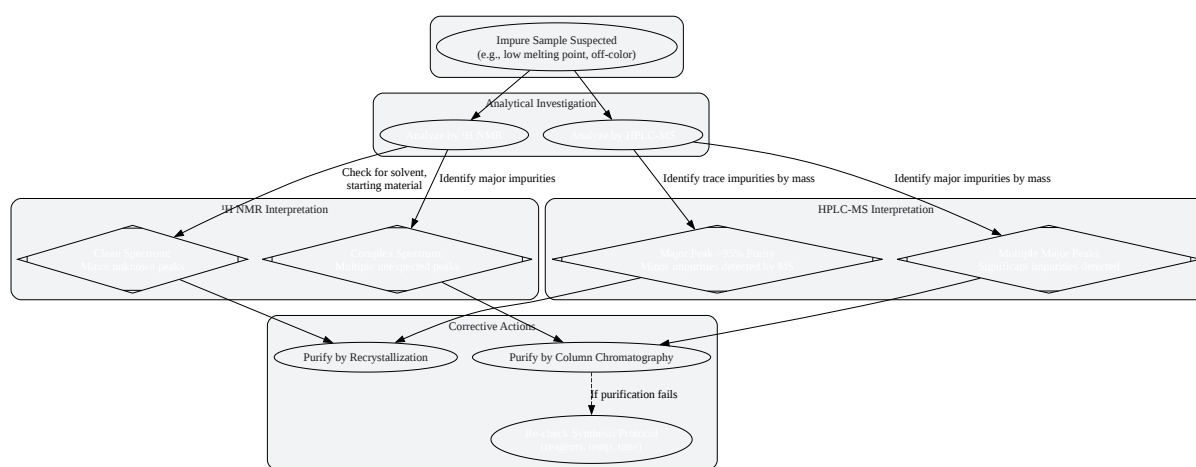 Impure Sample Suspected
(e.g., low melting point, off-color)
Analytical Investigation
Analyze by ¹H NMR
Analyze by HPLC-MS
Check for solvent,
starting material
Identify major impurities
Identify trace impurities by mass
Identify major impurities by mass
¹H NMR Interpretation
HPLC-MS Interpretation
Clean Spectrum
Minor unknown peaks
Complex Spectrum
Multiple unexpected peaks
Major Peak >95% Purity
Minor impurities detected by MS
Multiple Major Peaks
Significant impurities detected
Corrective Actions
Purify by Recrystallization
Purify by Column Chromatography
If purification fails
Re-check Synthesis Protocol
(reagents, temp, time)